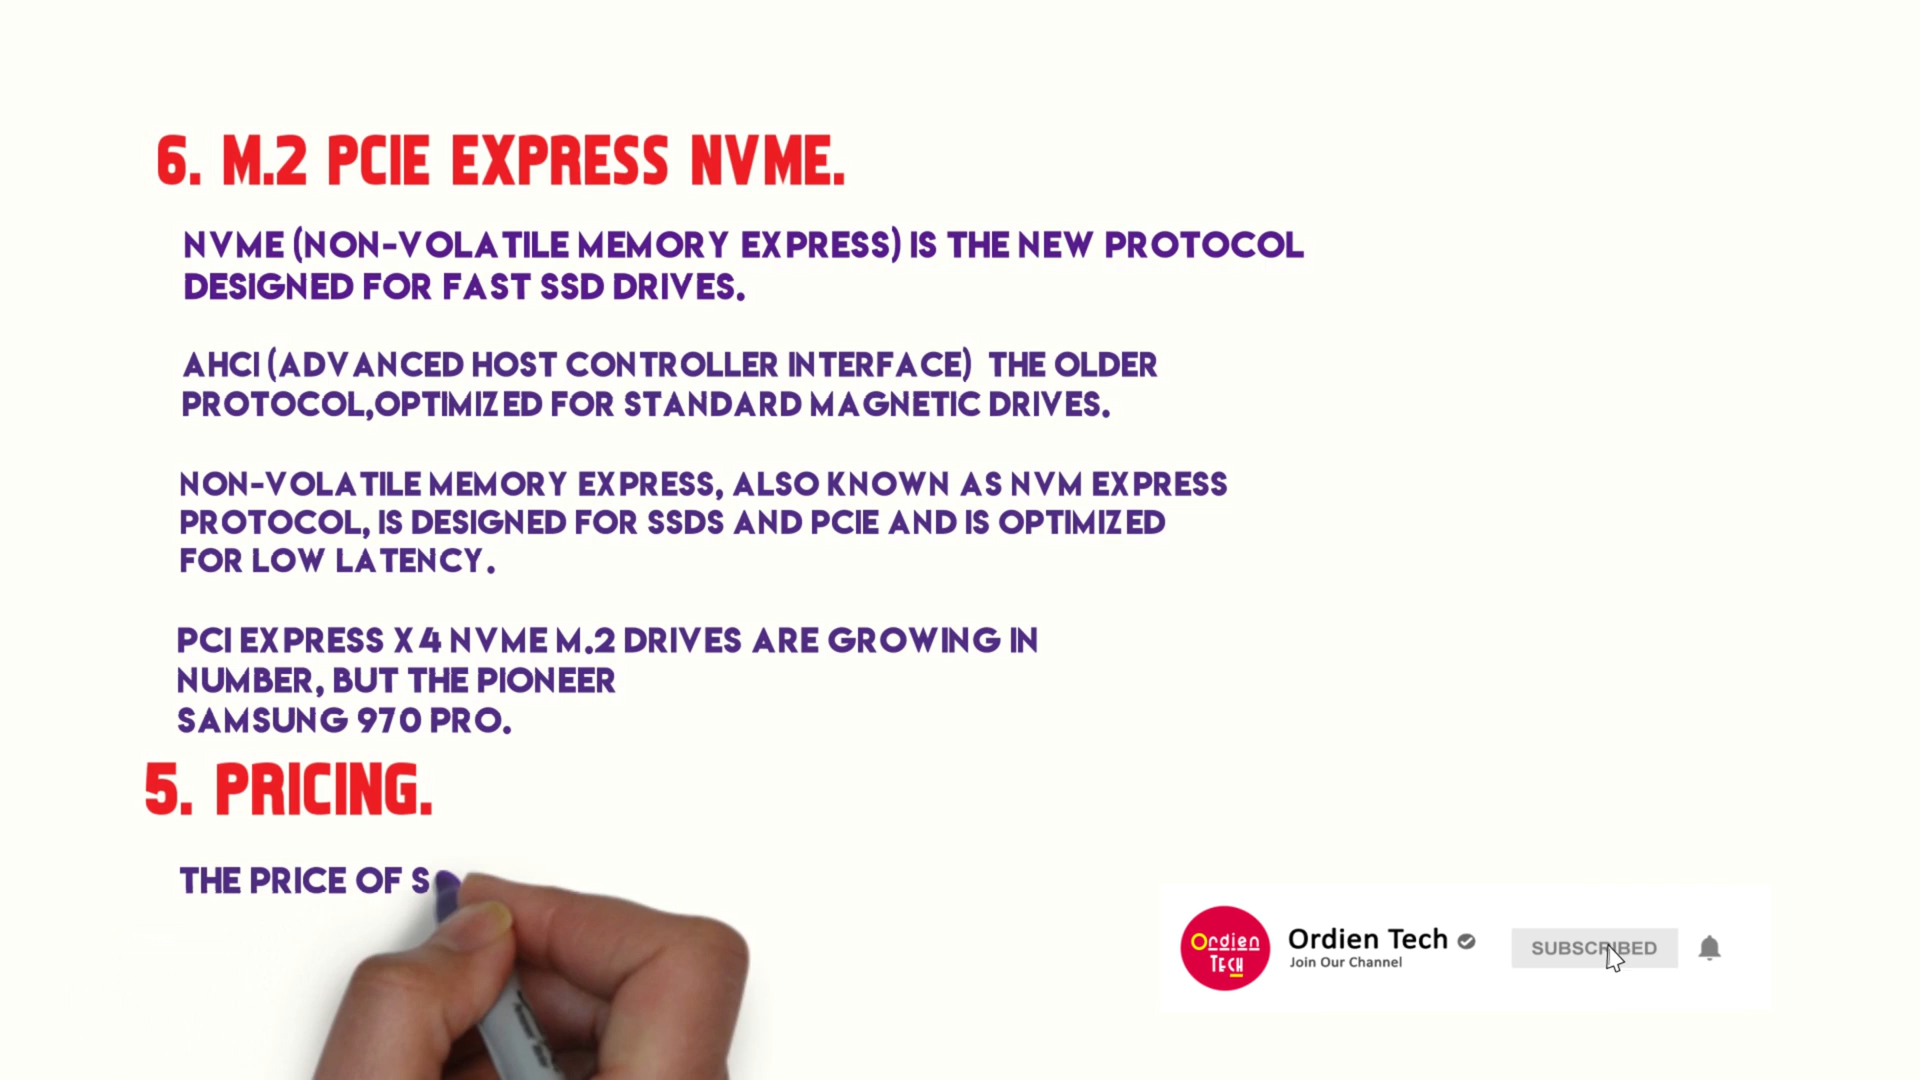 6. M.2 PCIE EXPRESS NVME.
NVME (NON-VOLATILE MEMORY EXPRESS) IS THE NEW PROTOCOL
DESIGNED FOR FAST SSD DRIVES.
AHCI (ADVANCED HOST CONTROLLER INTERFACE) THE OLDER
PROTOCOL,OPTIMIZED FOR STANDARD MAGNETIC DRIVES.
NON-VOLATILE MEMORY EXPRESS, ALSO KNOWN AS NVM EXPRESS
PROTOCOL, IS DESIGNED FOR SSDS AND PCIE AND IS OPTIMIZED
FOR LOW LATENCY.
PCI EXPRESS X4 NVME M.2 DRIVES ARE GROWING IN
NUMBER, BUT THE PIONEER
SAMSUNG 970 PRO.
5. PRICING.
THE PRICE OF S
Ordien
TECH
Ordien Tech
Join Our Channel
SUBSCRIBED